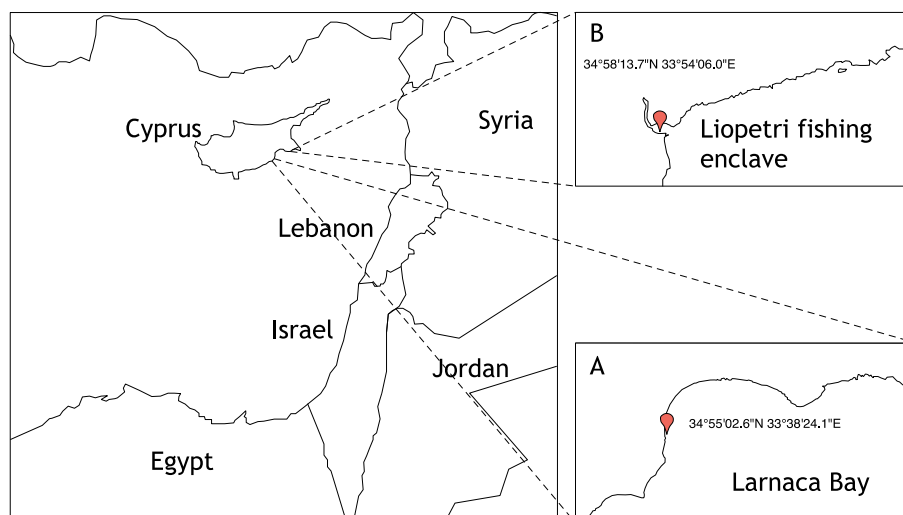 Cyprus
Syria
Lebanon
Israel
Jordan
Egypt
B
34°58'13.7"N 33°54'06.0"E
Liopetri fishing
enclave
A
34°55'02.6"N 33°38'24.1"E
Larnaca Bay